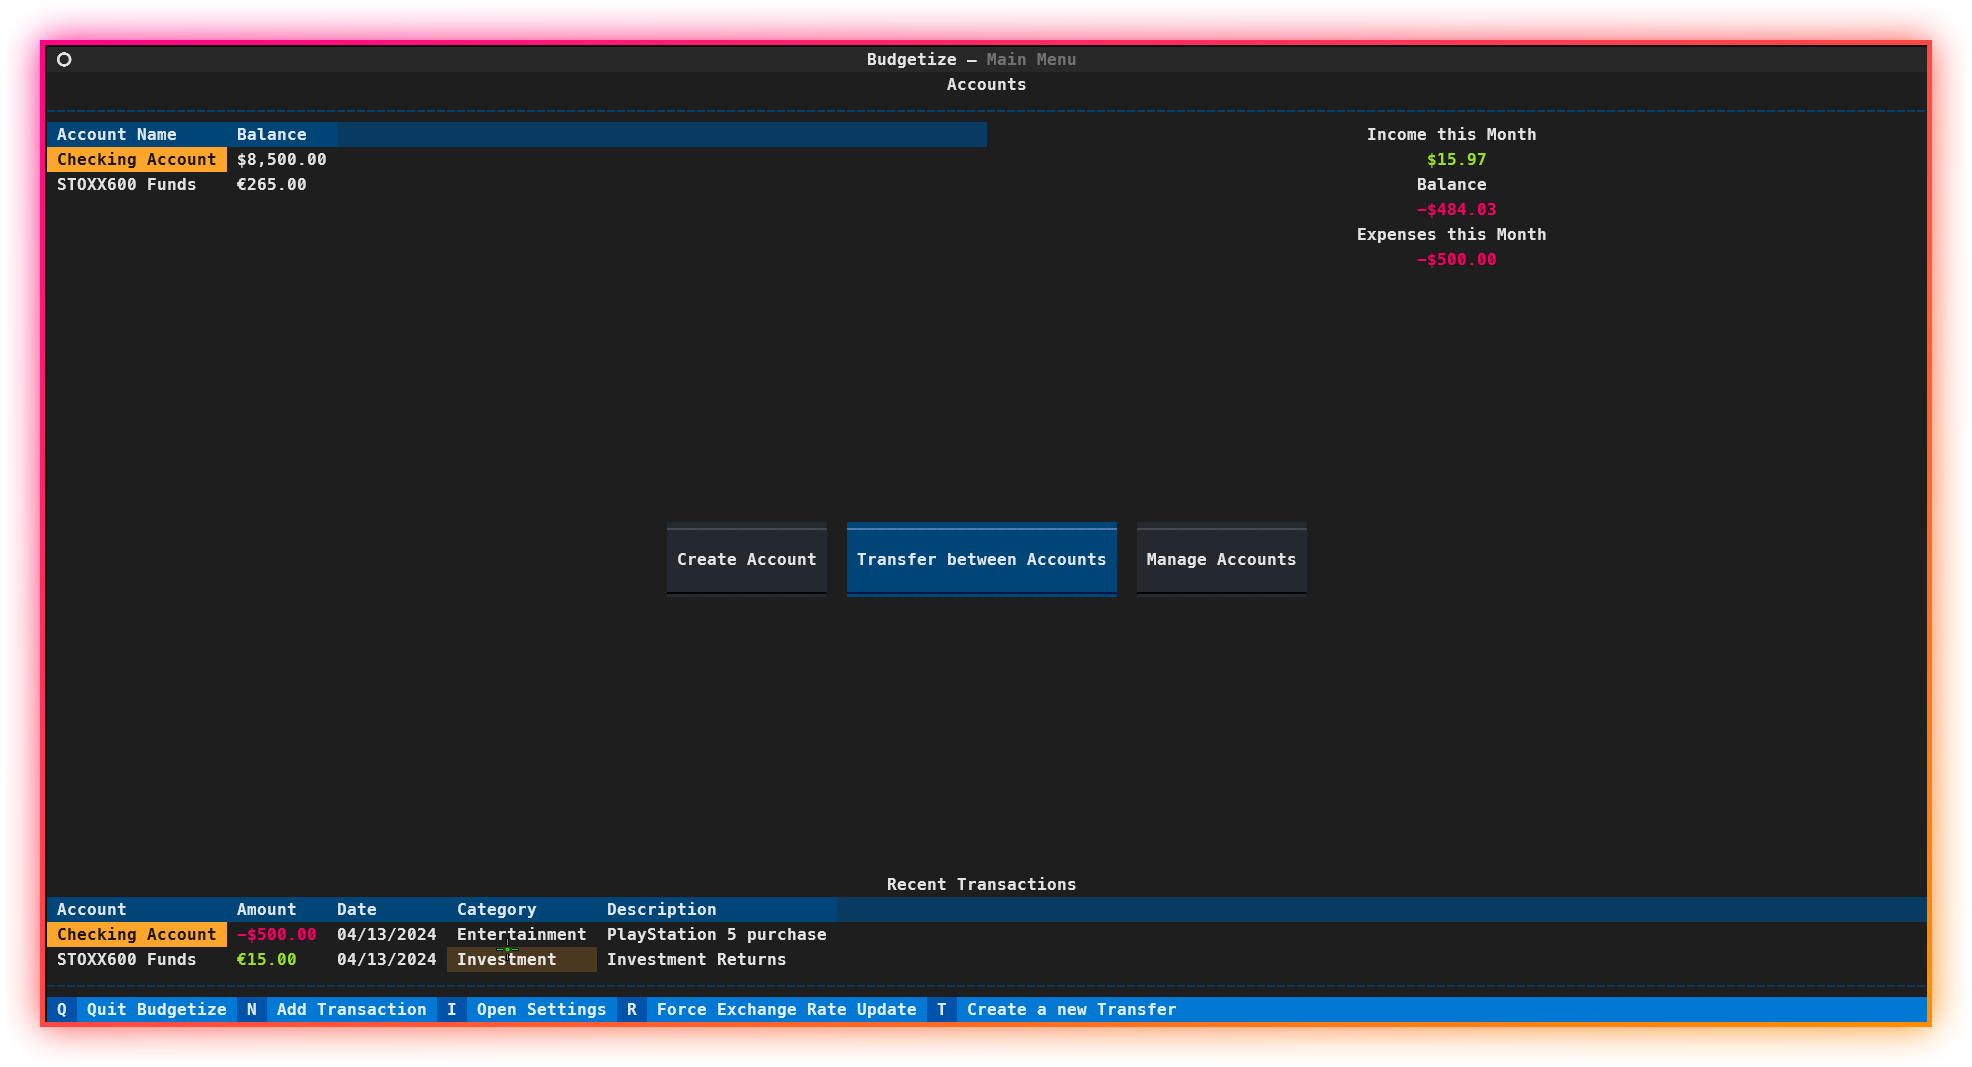 Budgetize — Main Menu
Accounts
Account Name Balance
Checking Account $8,500.00
STOXX600 Funds €265.00
Income this Month
$15.97
Balance
-$484.03
Expenses this Month
-$500.00
Create Account
Transfer between Accounts
Manage Accounts
Recent Transactions
Account Amount Date Category Description
Checking Account -$500.00 04/13/2024 Entertainment PlayStation 5 purchase
STOXX600 Funds €15.00 04/13/2024 Investment Investment Returns
Q Quit Budgetize N Add Transaction I Open Settings R Force Exchange Rate Update T Create a new Transfer